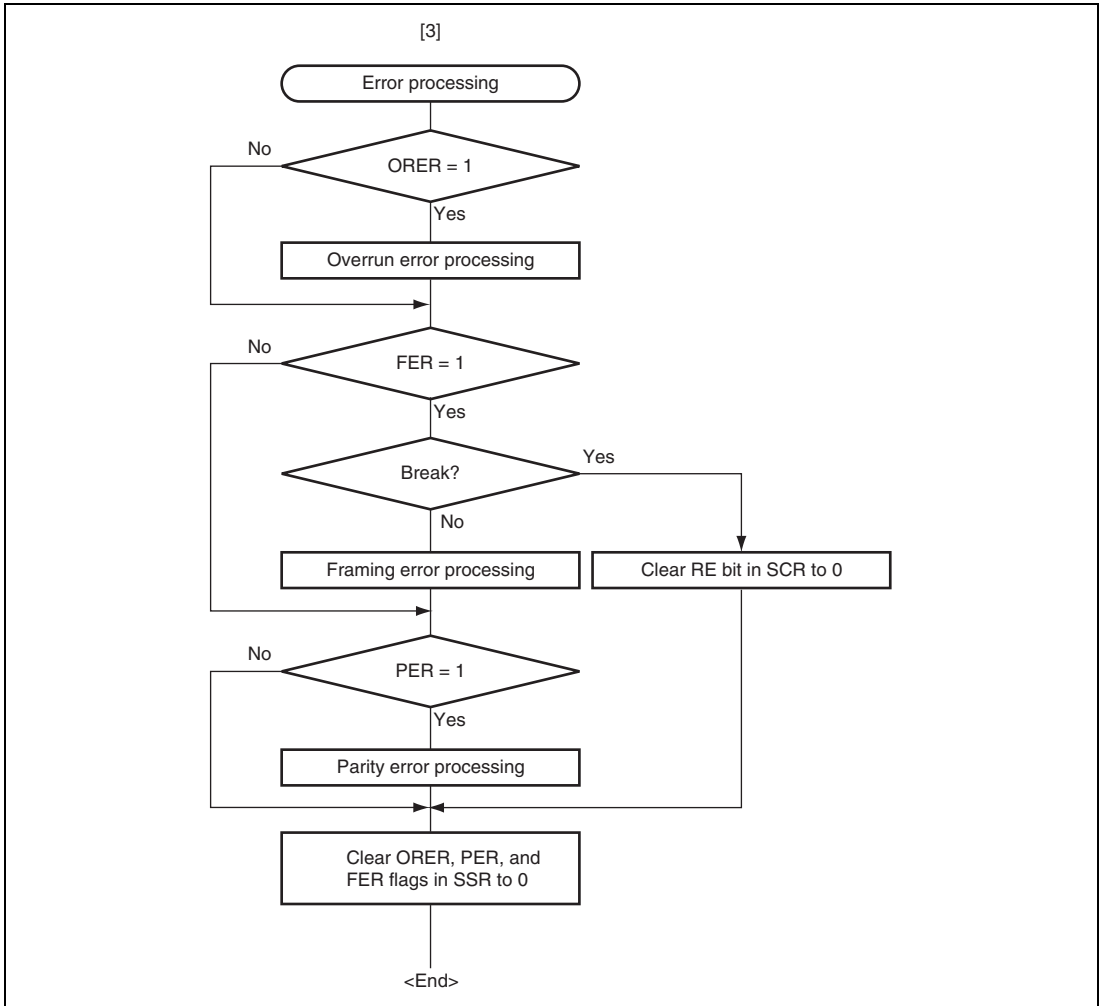 [3]
Error processing
No
ORER = 1
Yes
Overrun error processing
No
FER = 1
Yes
Break?
Yes
No
Framing error processing
Clear RE bit in SCR to 0
No
PER = 1
Yes
Parity error processing
Clear ORER, PER, and
FER flags in SSR to 0
<End>